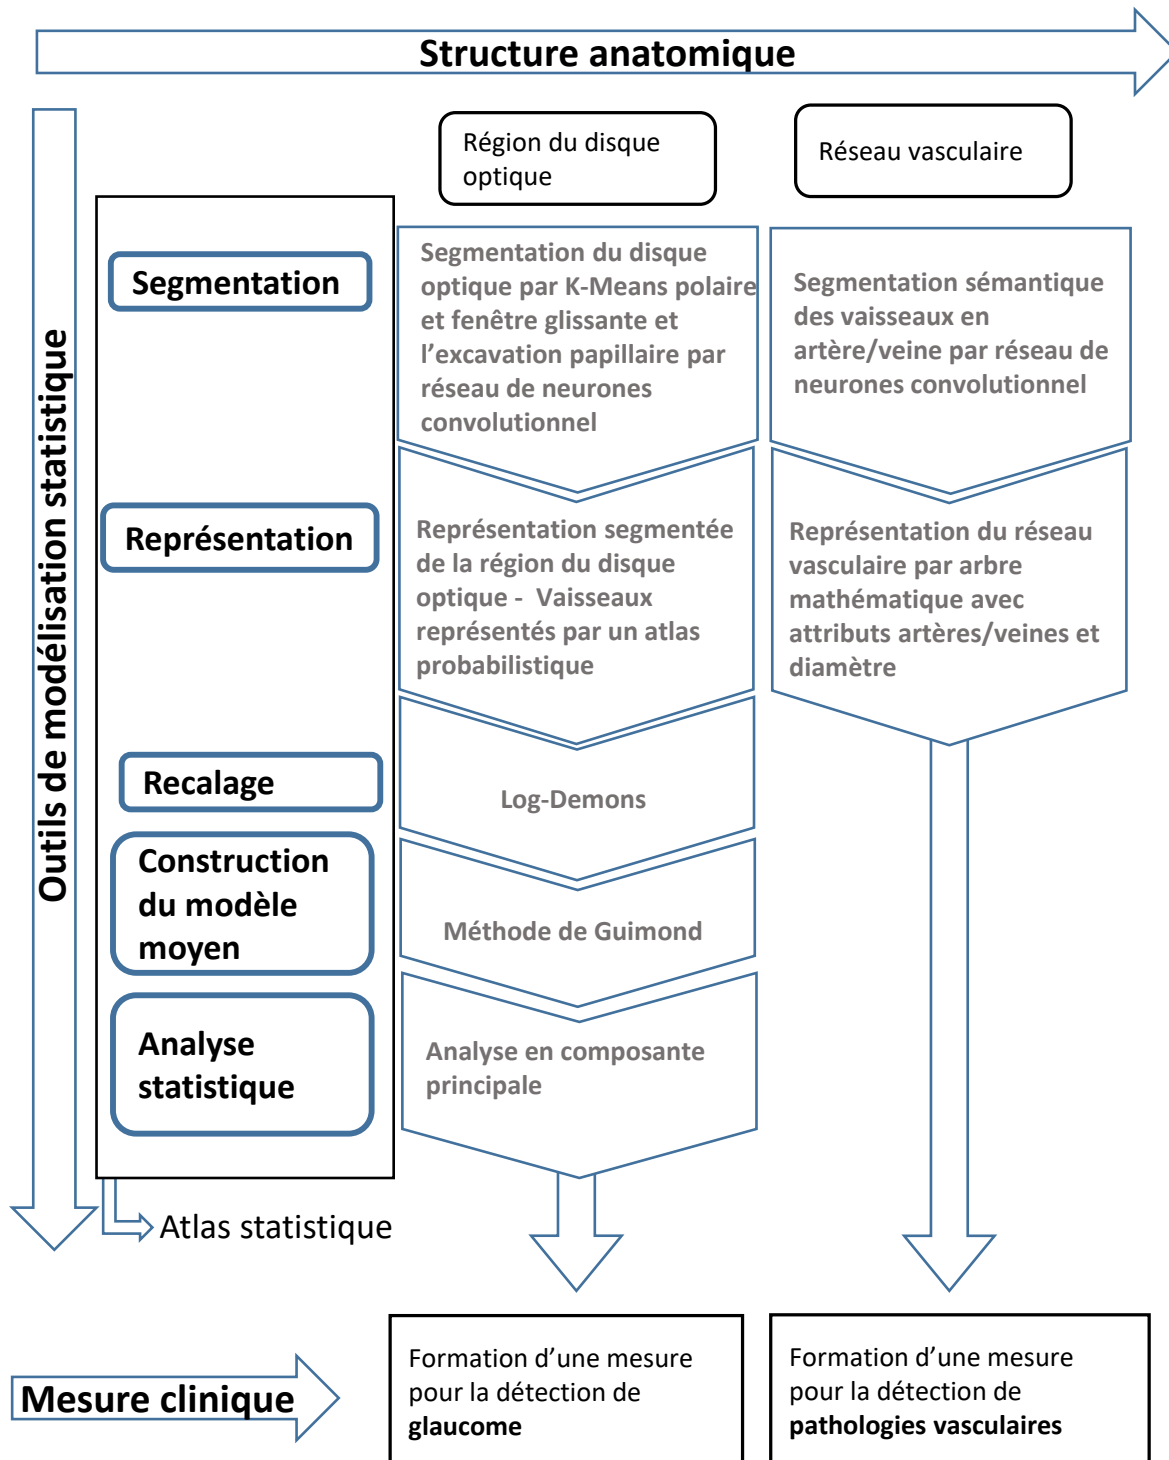 Structure anatomique
Outils de modélisation statistique
Région du disque
optique
Réseau vasculaire
Segmentation
Segmentation du disque
optique par K-Means polaire
et fenêtre glissante et
l’excavation papillaire par
réseau de neurones
convolutionnel
Segmentation sémantique
des vaisseaux en
artère/veine par réseau de
neurones convolutionnel
Représentation
Représentation segmentée
de la région du disque
optique - Vaisseaux
représentés par un atlas
probabilistique
Représentation du réseau
vasculaire par arbre
mathématique avec
attributs artères/veines et
diamètre
Recalage
Log-Demons
Construction
du modèle
moyen
Méthode de Guimond
Analyse
statistique
Analyse en composante
principale
Atlas statistique
Mesure clinique
Formation d’une mesure
pour la détection de
glaucome
Formation d’une mesure
pour la détection de
pathologies vasculaires